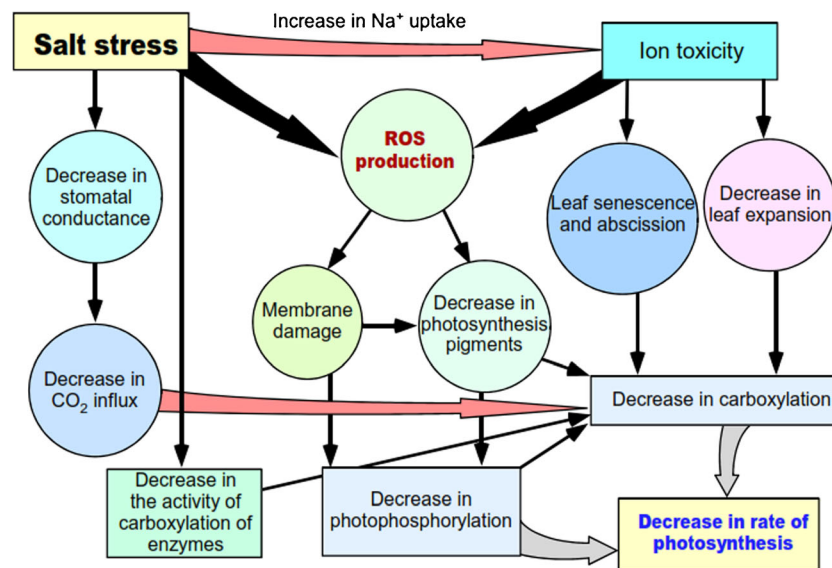 Increase in Na⁺ uptake
Salt stress
Ion toxicity
ROS
production
Decrease in
stomatal
conductance
Leaf senescence
and abscission
Decrease in
leaf expansion
Membrane
damage
Decrease in
photosynthesis
pigments
Decrease in
CO₂ influx
Decrease in carboxylation
Decrease in
the activity of
carboxylation of
enzymes
Decrease in
photophosphorylation
Decrease in rate of
photosynthesis